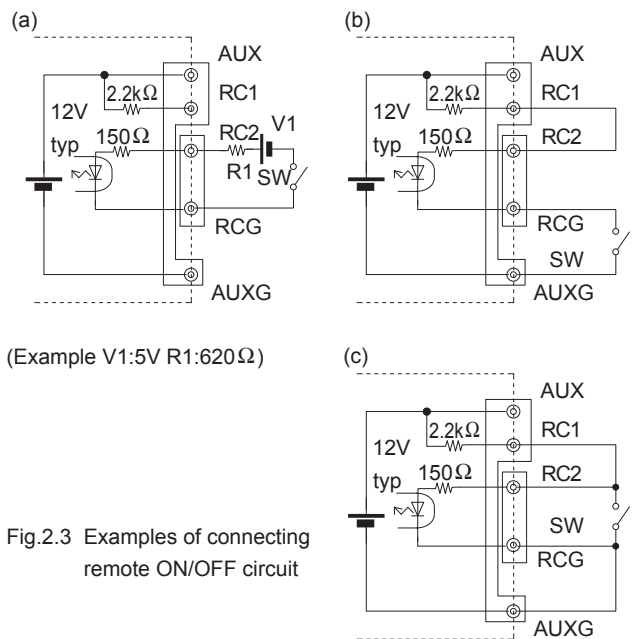 (a)
AUX
2.2kΩ
RC1
12V
V1
typ
150Ω
RC2
R1
SW
RCG
AUXG
(Example V1:5V R1:620Ω)
(b)
AUX
2.2kΩ
RC1
12V
typ
150Ω
RC2
RCG
SW
AUXG
(c)
AUX
2.2kΩ
RC1
12V
typ
150Ω
RC2
SW
RCG
AUXG
Fig.2.3 Examples of connecting
remote ON/OFF circuit